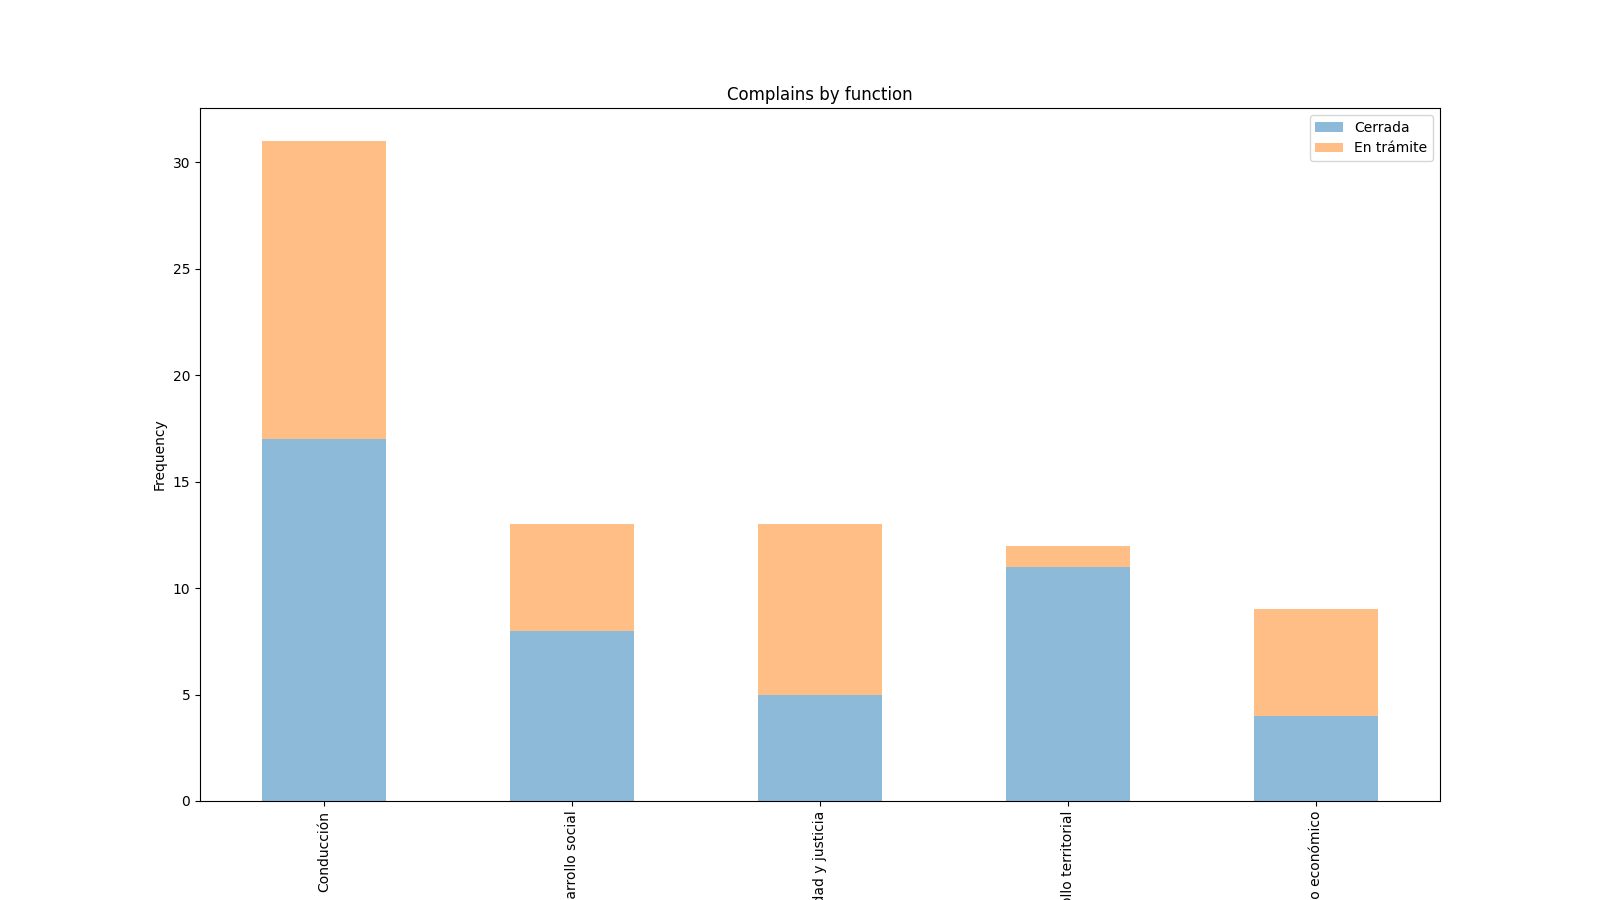 Complains by function
Cerrada
En trámite
Frequency
30
25
20
15
10
5
0
Conducción
arrollo social
dad y justicia
ollo territorial
o económico